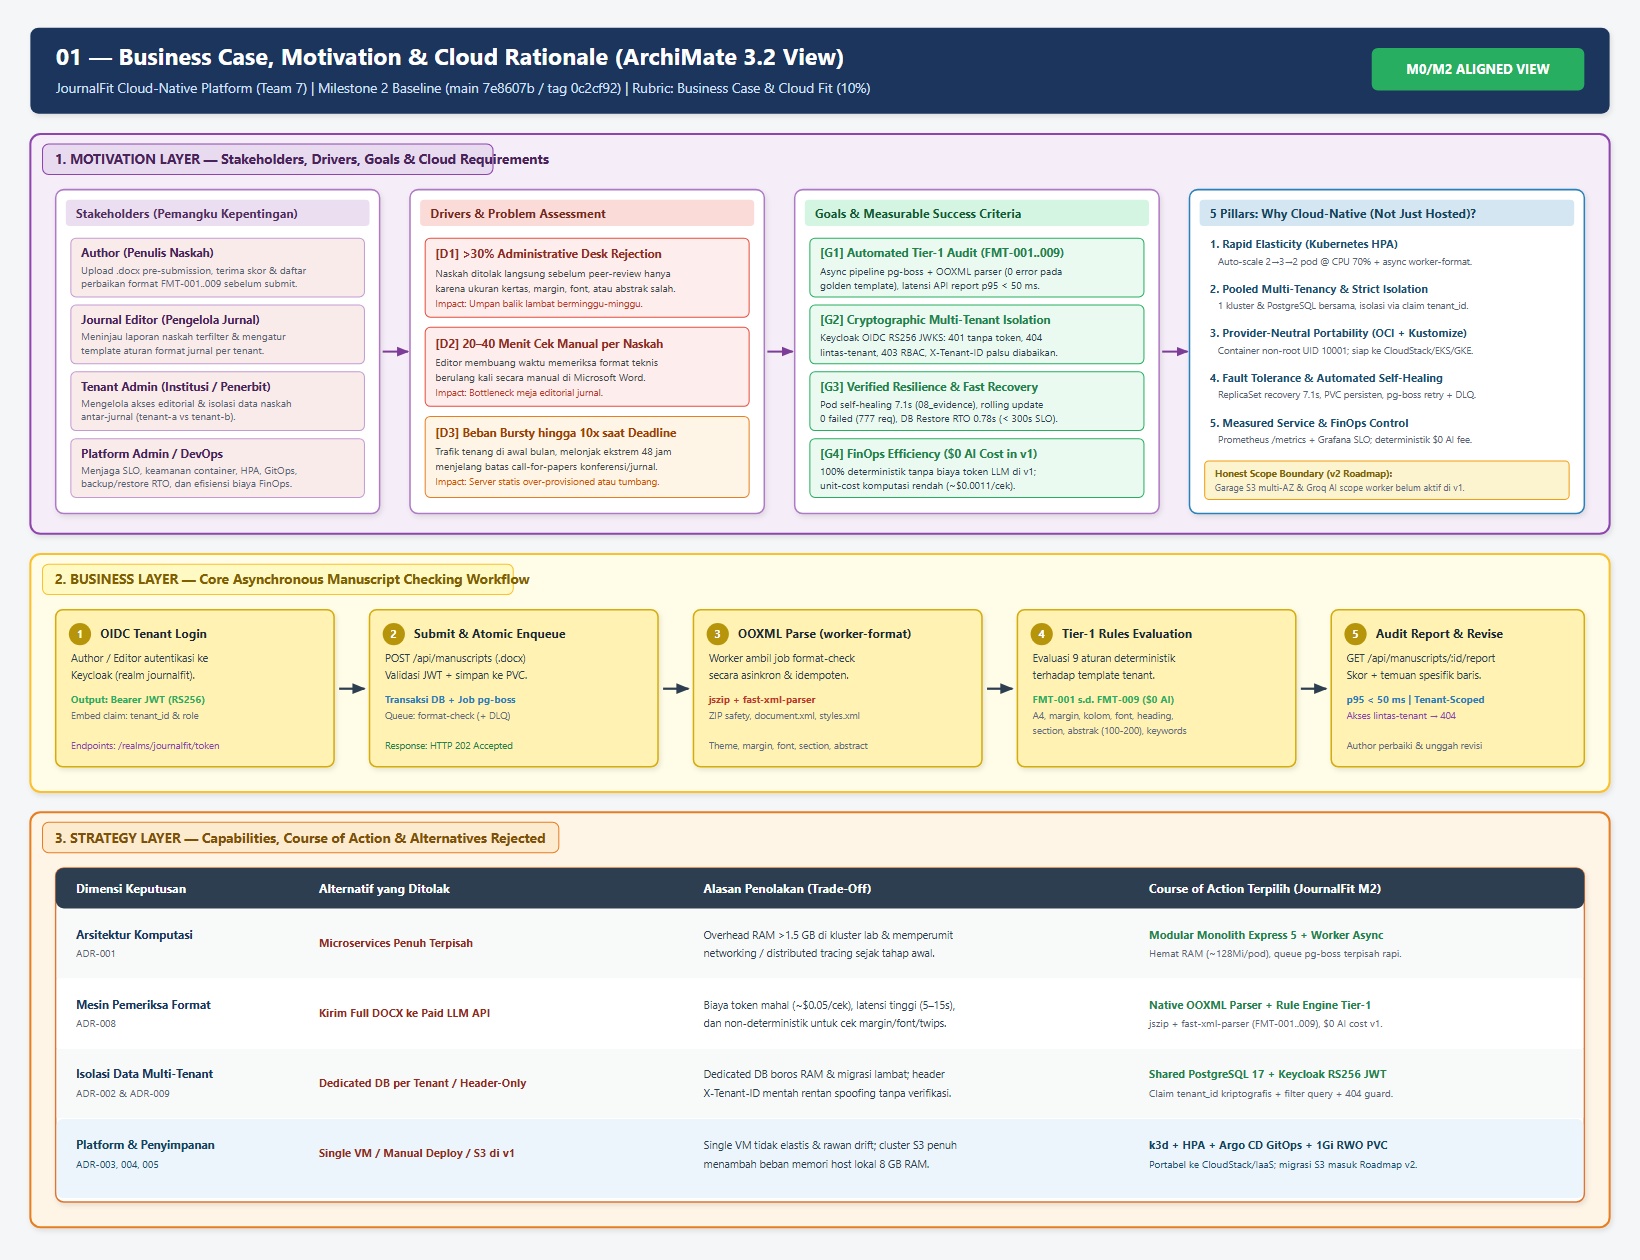 01 — Business Case, Motivation & Cloud Rationale (ArchiMate 3.2 View)
JournalFit Cloud-Native Platform (Team 7) | Milestone 2 Baseline (main 7e8607b / tag 0c2cf92) | Rubric: Business Case & Cloud Fit (10%)
M0/M2 ALIGNED VIEW
1. MOTIVATION LAYER — Stakeholders, Drivers, Goals & Cloud Requirements
Stakeholders (Pemangku Kepentingan)
Author (Penulis Naskah)
Upload .docx pre-submission, terima skor & daftar
perbaikan format FMT-001..009 sebelum submit.
Journal Editor (Pengelola Jurnal)
Meninjau laporan naskah terfilter & mengatur
template aturan format jurnal per tenant.
Tenant Admin (Institusi / Penerbit)
Mengelola akses editorial & isolasi data naskah
antar-jurnal (tenant-a vs tenant-b).
Platform Admin / DevOps
Menjaga SLO, keamanan container, HPA, GitOps,
backup/restore RTO, dan efisiensi biaya FinOps.
Drivers & Problem Assessment
[D1] >30% Administrative Desk Rejection
Naskah ditolak langsung sebelum peer-review hanya
karena ukuran kertas, margin, font, atau abstrak salah.
Impact: Umpan balik lambat berminggu-minggu.
[D2] 20–40 Menit Cek Manual per Naskah
Editor membuang waktu memeriksa format teknis
berulang kali secara manual di Microsoft Word.
Impact: Bottleneck meja editorial jurnal.
[D3] Beban Bursty hingga 10x saat Deadline
Trafik tenang di awal bulan, melonjak ekstrem 48 jam
menjelang batas call-for-papers konferensi/jurnal.
Impact: Server statis over-provisioned atau tumbang.
Goals & Measurable Success Criteria
[G1] Automated Tier-1 Audit (FMT-001..009)
Async pipeline pg-boss + OOXML parser (0 error pada
golden template), latensi API report p95 < 50 ms.
[G2] Cryptographic Multi-Tenant Isolation
Keycloak OIDC RS256 JWKS: 401 tanpa token, 404
lintas-tenant, 403 RBAC, X-Tenant-ID palsu diabaikan.
[G3] Verified Resilience & Fast Recovery
Pod self-healing 7.1s (08_evidence), rolling update
0 failed (777 req), DB Restore RTO 0.78s (< 300s SLO).
[G4] FinOps Efficiency ($0 AI Cost in v1)
100% deterministik tanpa biaya token LLM di v1;
unit-cost komputasi rendah (~$0.0011/cek).
5 Pillars: Why Cloud-Native (Not Just Hosted)?
1. Rapid Elasticity (Kubernetes HPA)
Auto-scale 2→3→2 pod @ CPU 70% + async worker-format.
2. Pooled Multi-Tenancy & Strict Isolation
1 kluster & PostgreSQL bersama, isolasi via claim tenant_id.
3. Provider-Neutral Portability (OCI + Kustomize)
Container non-root UID 10001; siap ke CloudStack/EKS/GKE.
4. Fault Tolerance & Automated Self-Healing
ReplicaSet recovery 7.1s, PVC persisten, pg-boss retry + DLQ.
5. Measured Service & FinOps Control
Prometheus /metrics + Grafana SLO; deterministik $0 AI fee.
Honest Scope Boundary (v2 Roadmap):
Garage S3 multi-AZ & Groq AI scope worker belum aktif di v1.
2. BUSINESS LAYER — Core Asynchronous Manuscript Checking Workflow
1 OIDC Tenant Login
Author / Editor autentikasi ke
Keycloak (realm journalfit).
Output: Bearer JWT (RS256)
Embed claim: tenant_id & role
Endpoints: /realms/journalfit/token
2 Submit & Atomic Enqueue
POST /api/manuscripts (.docx)
Validasi JWT + simpan ke PVC.
Transaksi DB + Job pg-boss
Queue: format-check (+ DLQ)
Response: HTTP 202 Accepted
3 OOXML Parse (worker-format)
Worker ambil job format-check
secara asinkron & idempoten.
jszip + fast-xml-parser
ZIP safety, document.xml, styles.xml
Theme, margin, font, section, abstract
4 Tier-1 Rules Evaluation
Evaluasi 9 aturan deterministik
terhadap template tenant.
FMT-001 s.d. FMT-009 ($0 AI)
A4, margin, kolom, font, heading,
section, abstrak (100-200), keywords
5 Audit Report & Revise
GET /api/manuscripts/:id/report
Skor + temuan spesifik baris.
p95 < 50 ms | Tenant-Scoped
Akses lintas-tenant → 404
Author perbaiki & unggah revisi
3. STRATEGY LAYER — Capabilities, Course of Action & Alternatives Rejected
Dimensi Keputusan
Alternatif yang Ditolak
Alasan Penolakan (Trade-Off)
Course of Action Terpilih (JournalFit M2)
Arsitektur Komputasi
ADR-001
Microservices Penuh Terpisah
Overhead RAM >1.5 GB di kluster lab & memperumit
networking / distributed tracing sejak tahap awal.
Modular Monolith Express 5 + Worker Async
Hemat RAM (~128Mi/pod), queue pg-boss terpisah rapi.
Mesin Pemeriksa Format
ADR-008
Kirim Full DOCX ke Paid LLM API
Biaya token mahal (~$0.05/cek), latensi tinggi (5–15s),
dan non-deterministik untuk cek margin/font/twips.
Native OOXML Parser + Rule Engine Tier-1
jszip + fast-xml-parser (FMT-001..009), $0 AI cost v1.
Isolasi Data Multi-Tenant
ADR-002 & ADR-009
Dedicated DB per Tenant / Header-Only
Dedicated DB boros RAM & migrasi lambat; header
X-Tenant-ID mentah rentan spoofing tanpa verifikasi.
Shared PostgreSQL 17 + Keycloak RS256 JWT
Claim tenant_id kriptografis + filter query + 404 guard.
Platform & Penyimpanan
ADR-003, 004, 005
Single VM / Manual Deploy / S3 di v1
Single VM tidak elastis & rawan drift; cluster S3 penuh
menambah beban memori host lokal 8 GB RAM.
k3d + HPA + Argo CD GitOps + 1Gi RWO PVC
Portabel ke CloudStack/IaaS; migrasi S3 masuk Roadmap v2.